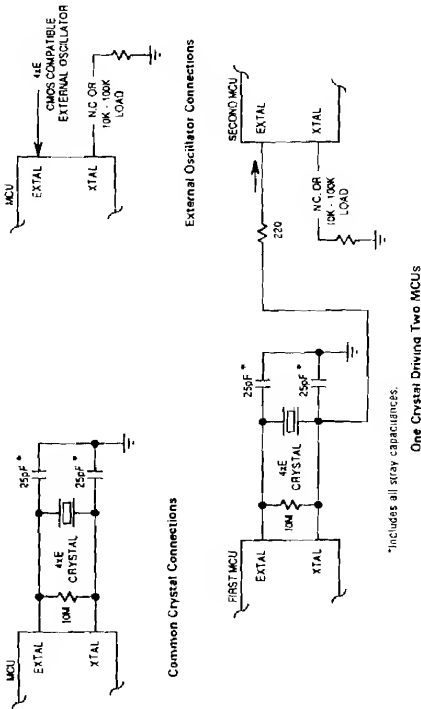 MCU
EXTAL
XTAL
10M
4xE
CRYSTAL
25pF *
25pF *
Common Crystal Connections
MCU
EXTAL
XTAL
4xE
CMOS COMPATIBLE
EXTERNAL OSCILLATOR
N.C. OR
10K - 100K
LOAD
External Oscillator Connections
FIRST MCU
EXTAL
XTAL
10M
4xE
CRYSTAL
25pF *
25pF *
220
SECOND MCU
EXTAL
XTAL
N.C. OR
10K - 100K
LOAD
*Includes all stray capacitances.
One Crystal Driving Two MCUs